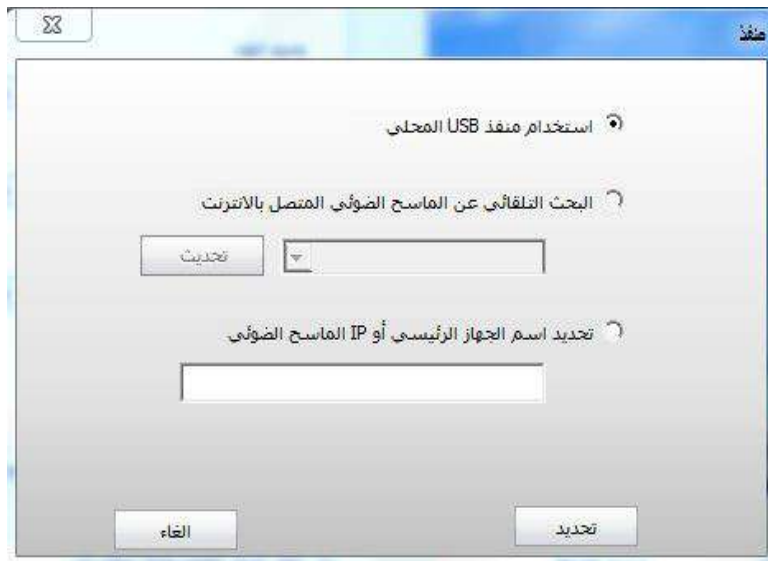 منفذ
استخدام منفذ USB المحلي
البحث التلقائي عن الماسح الضوئي المتصل بالانترنت
تحديث
تحديد اسم الجهاز الرئيسي أو IP الماسح الضوئي
تحديد
الغاء